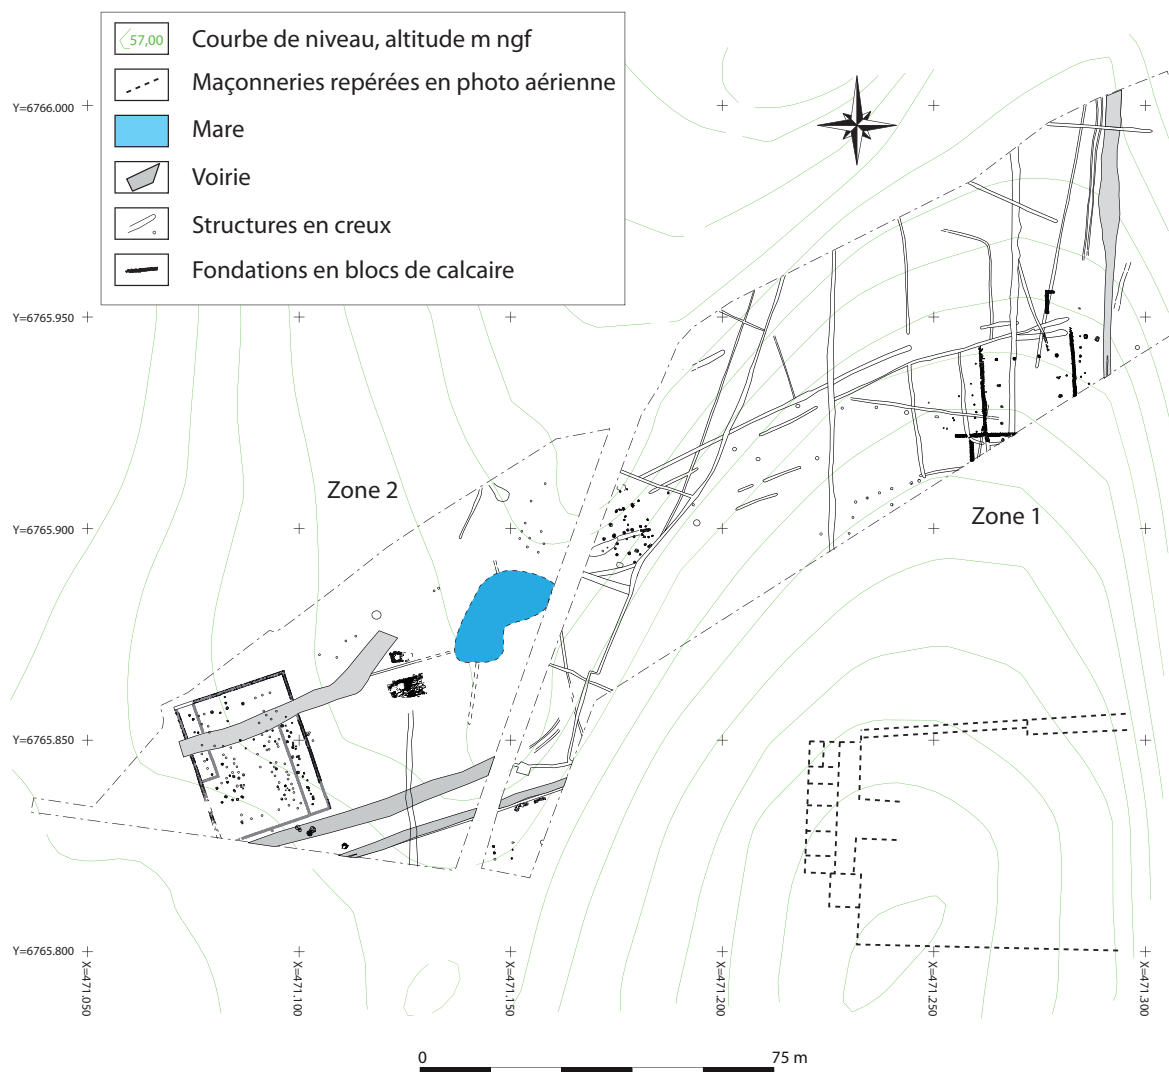 57,00 Courbe de niveau, altitude m ngf
Maçonneries repérées en photo aérienne
Mare
Voirie
Structures en creux
Fondations en blocs de calcaire
Y=6766.000
Y=6765.950
Y=6765.900
Y=6765.850
Y=6765.800
Zone 2
Zone 1
X=471.050
X=471.100
X=471.150
X=471.200
X=471.250
X=471.300
0 75 m